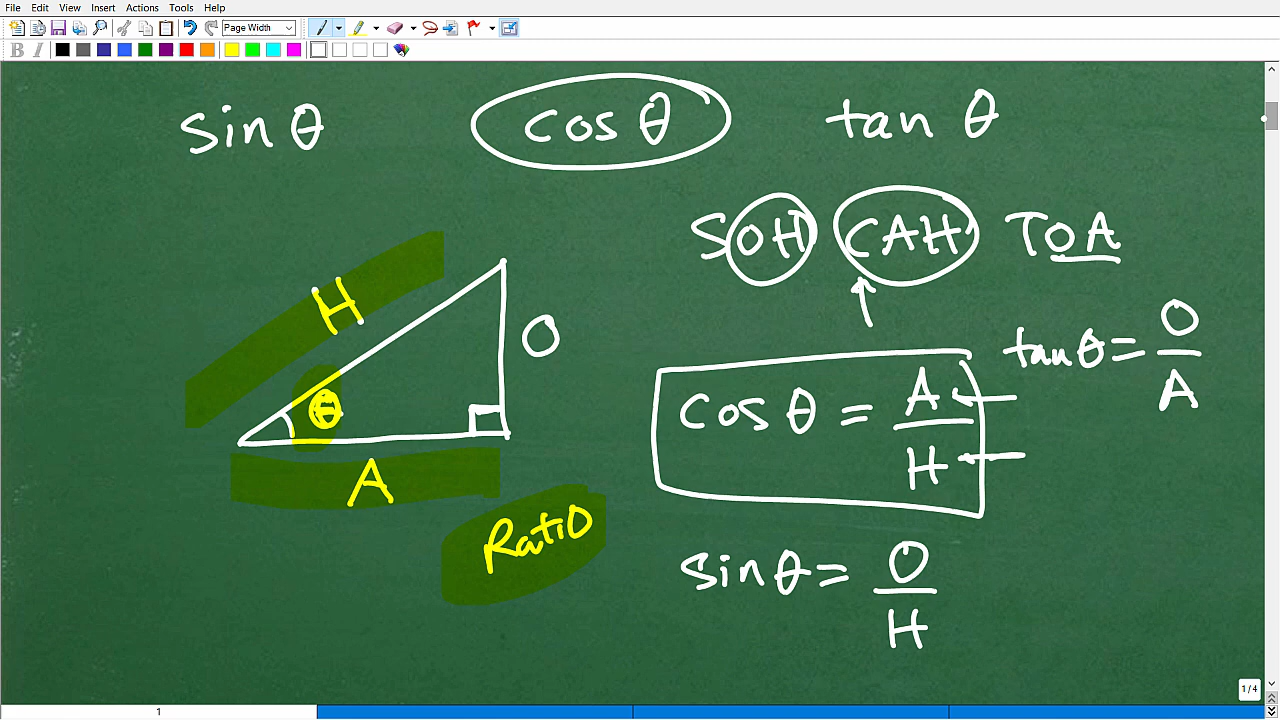 File Edit View Insert Actions Tools Help
Page Width
B I
sin θ cos θ tan θ
SOH CAH TOA
H
O
θ
A
Ratio
tan θ = O/A
cos θ = A/H
sin θ = O/H
1/4
1